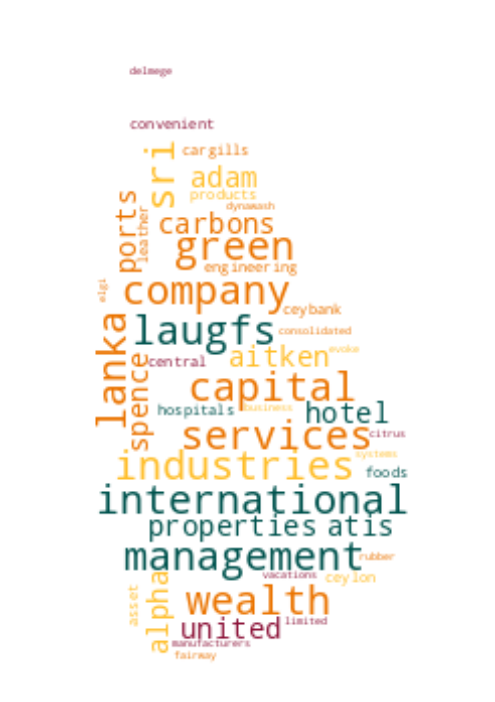 delmege
convenient
sri
cargills
adam
products
ports
leather
dynawash
carbons
green
engineering
elgi
company
ceybank
lanka
laugfs
consolidated
spence
central
aitken
evoke
capital
hospitals
business
hotel
services
citrus
industries
systems
foods
international
properties
atis
management
rubber
vacations
ceylon
asset
alpha
wealth
united
limited
manufacturers
fairway